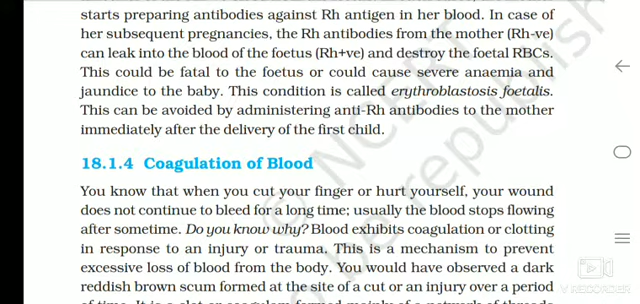 starts preparing antibodies against Rh antigen in her blood. In case of
her subsequent pregnancies, the Rh antibodies from the mother (Rh-ve)
can leak into the blood of the foetus (Rh+ve) and destroy the foetal RBCs.
This could be fatal to the foetus or could cause severe anaemia and
jaundice to the baby. This condition is called erythroblastosis foetalis.
This can be avoided by administering anti-Rh antibodies to the mother
immediately after the delivery of the first child.
18.1.4 Coagulation of Blood
You know that when you cut your finger or hurt yourself, your wound
does not continue to bleed for a long time; usually the blood stops flowing
after sometime. Do you know why? Blood exhibits coagulation or clotting
in response to an injury or trauma. This is a mechanism to prevent
excessive loss of blood from the body. You would have observed a dark
reddish brown scum formed at the site of a cut or an injury over a period
© NCERT
be republish
RECORDER